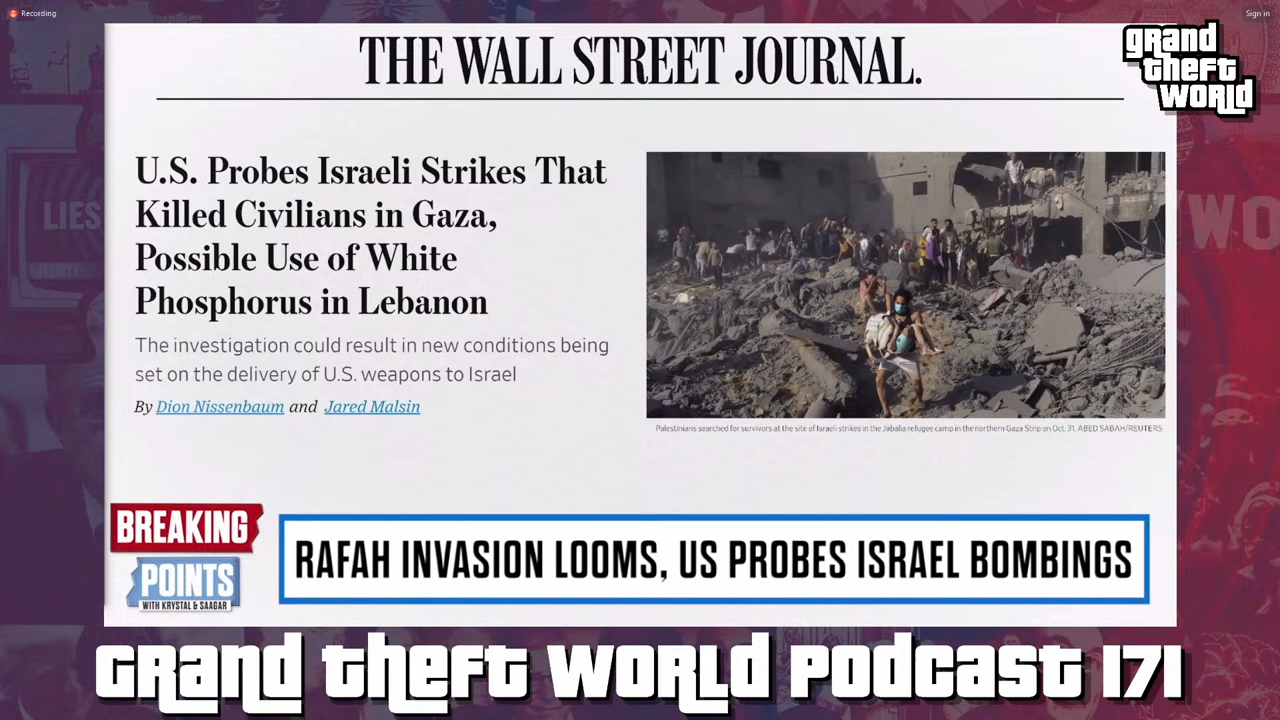 Recording
Sign in
THE WALL STREET JOURNAL.
grand
theft
WORLD
U.S. Probes Israeli Strikes That
Killed Civilians in Gaza,
Possible Use of White
Phosphorus in Lebanon
The investigation could result in new conditions being
set on the delivery of U.S. weapons to Israel
By Dion Nissenbaum and Jared Malsin
Palestinians searched for survivors at the site of Israeli strikes in the Jabalia refugee camp in the northern Gaza Strip on Oct. 31. ABED SABAH/REUTERS
LIES
WO
BREAKING
POINTS
WITH KRYSTAL & SAAGAR
RAFAH INVASION LOOMS, US PROBES ISRAEL BOMBINGS
GRAND THEFT WORLD PODCAST 171